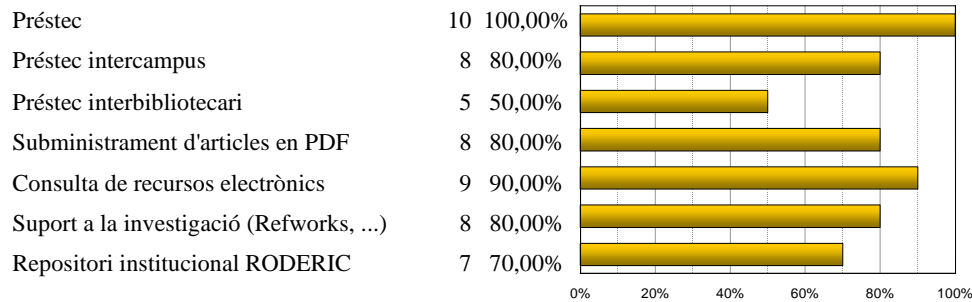 Préstec 10 100,00%
Préstec intercampus 8 80,00%
Préstec interbibliotecari 5 50,00%
Subministrament d'articles en PDF 8 80,00%
Consulta de recursos electrònics 9 90,00%
Suport a la investigació (Refworks, ...) 8 80,00%
Repositori institucional RODERIC 7 70,00%
0% 20% 40% 60% 80% 100%